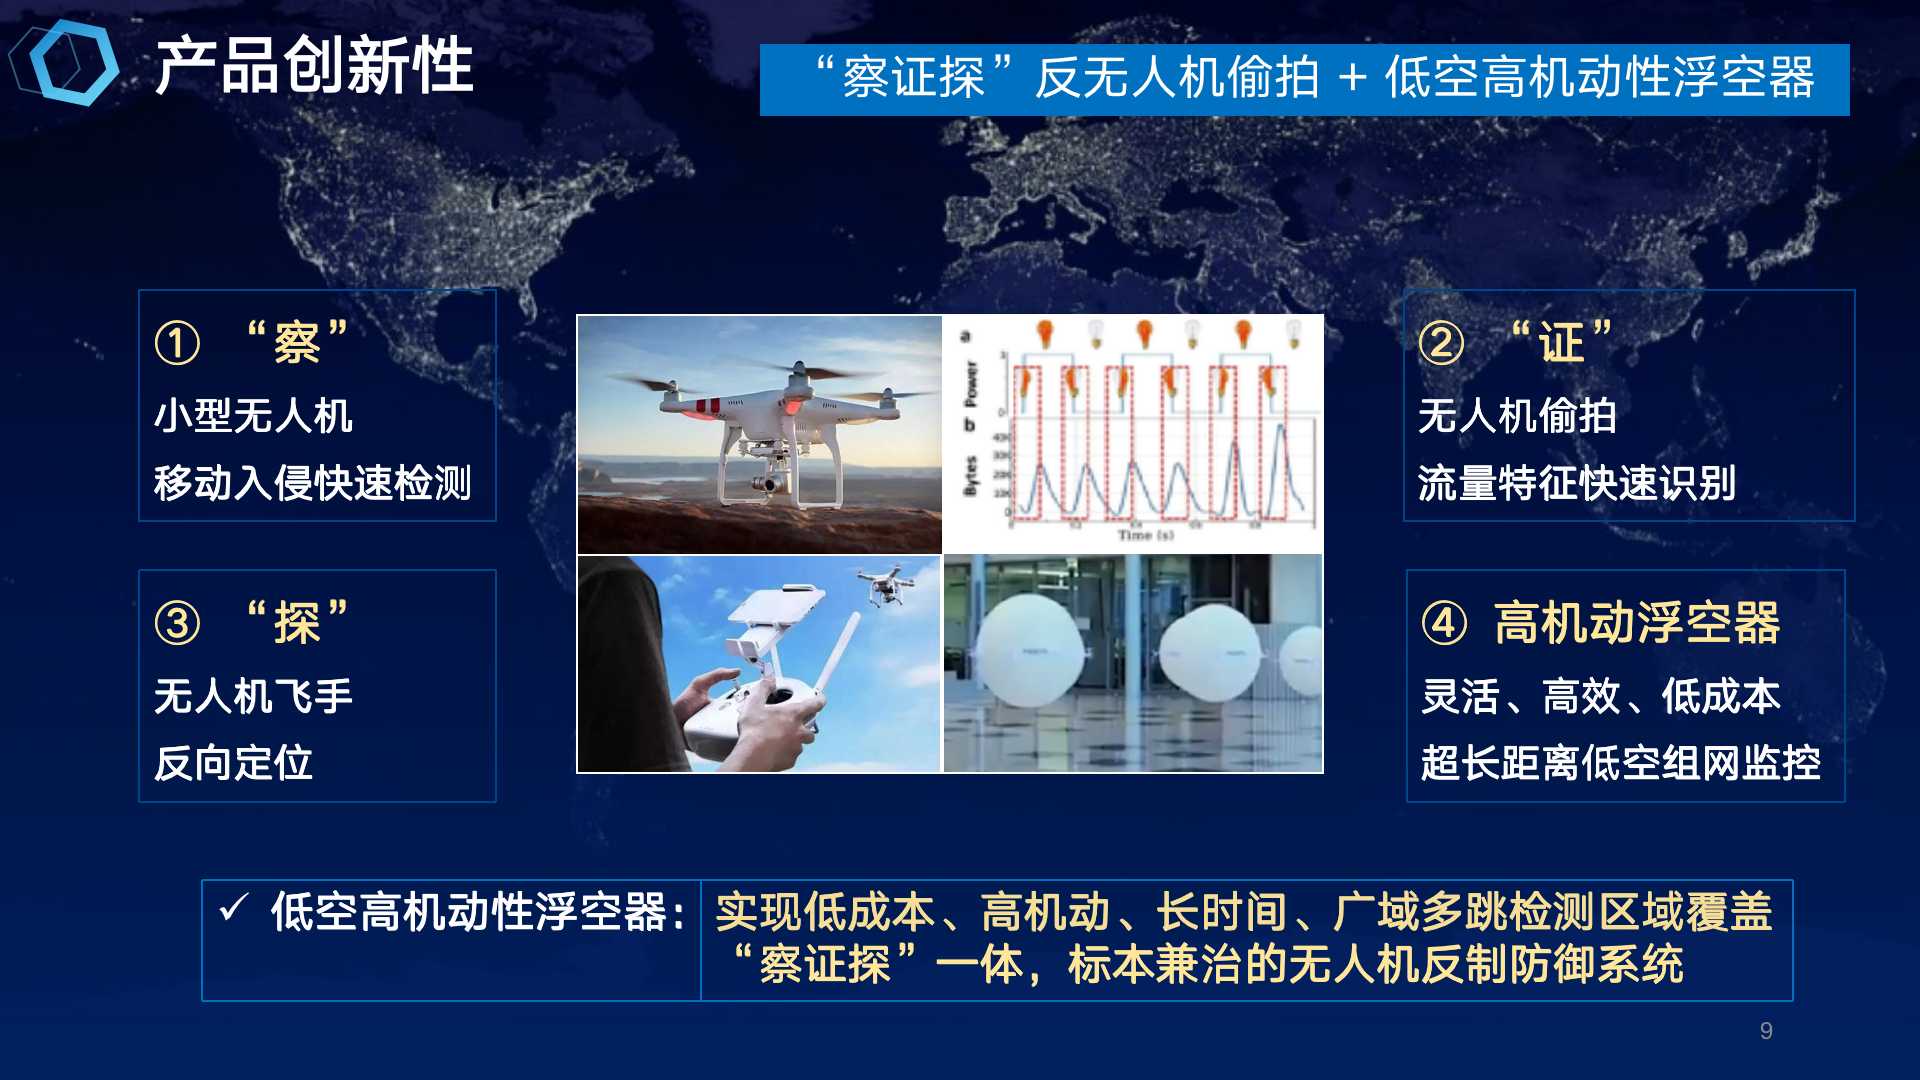 产品创新性
“察证探”反无人机偷拍 + 低空高机动性浮空器
① “察”
小型无人机
移动入侵快速检测
② “证”
无人机偷拍
流量特征快速识别
③ “探”
无人机飞手
反向定位
④ 高机动浮空器
灵活、高效、低成本
超长距离低空组网监控
a
Power
1
0
b
Bytes
0
Time (s)
✓ 低空高机动性浮空器：
实现低成本、高机动、长时间、广域多跳检测区域覆盖
“察证探”一体，标本兼治的无人机反制防御系统
9